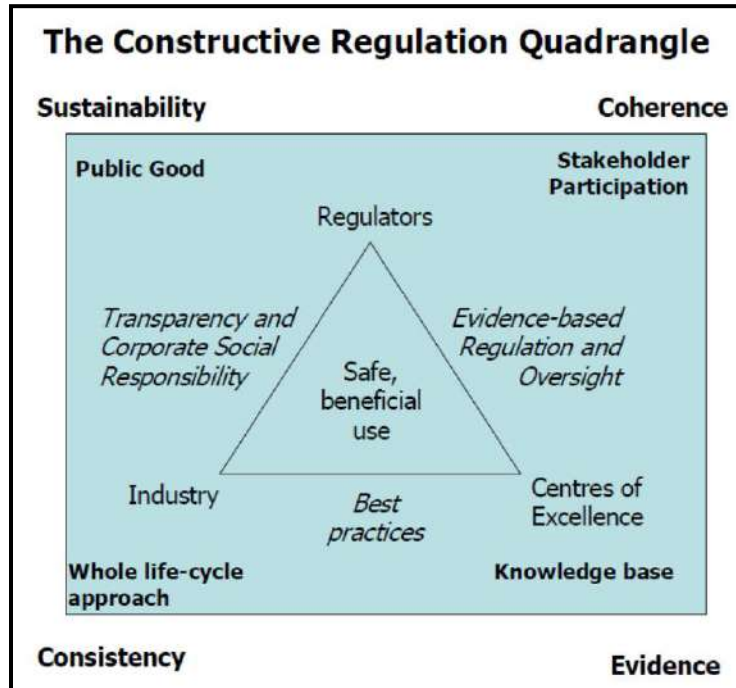 The Constructive Regulation Quadrangle
Sustainability
Coherence
Public Good
Stakeholder
Participation
Regulators
Transparency and
Corporate Social
Responsibility
Evidence-based
Regulation and
Oversight
Safe,
beneficial
use
Industry
Centres of
Excellence
Best
practices
Whole life-cycle
approach
Knowledge base
Consistency
Evidence